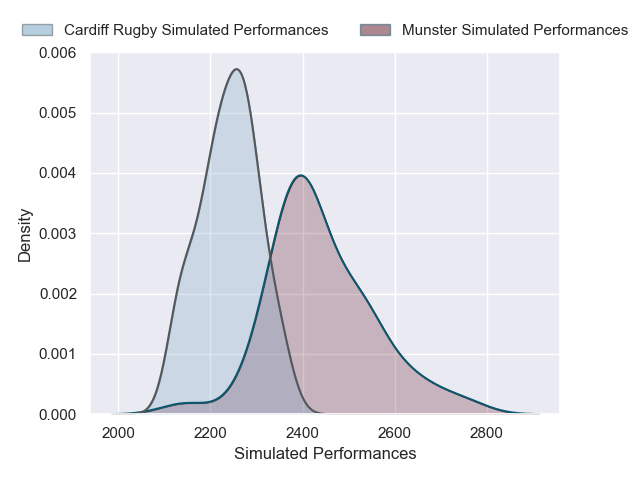 Cardiff Rugby Simulated Performances Munster Simulated Performances
0.006
0.005
0.004
0.003
0.002
0.001
0.000
Density
2000 2200 2400 2600 2800
Simulated Performances